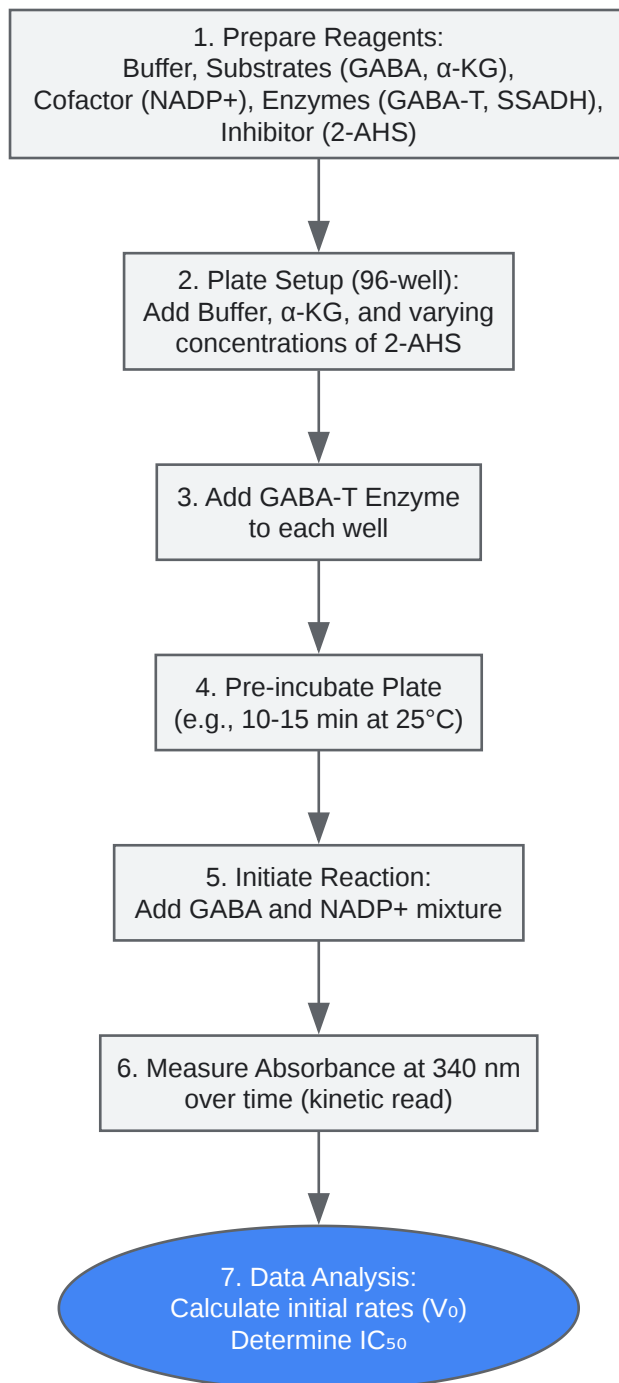 1. Prepare Reagents:
Buffer, Substrates (GABA, α-KG),
Cofactor (NADP+), Enzymes (GABA-T, SSADH),
Inhibitor (2-AHS)
2. Plate Setup (96-well):
Add Buffer, α-KG, and varying
concentrations of 2-AHS
3. Add GABA-T Enzyme
to each well
4. Pre-incubate Plate
(e.g., 10-15 min at 25°C)
5. Initiate Reaction:
Add GABA and NADP+ mixture
6. Measure Absorbance at 340 nm
over time (kinetic read)
7. Data Analysis:
Calculate initial rates (V₀)
Determine IC₅₀